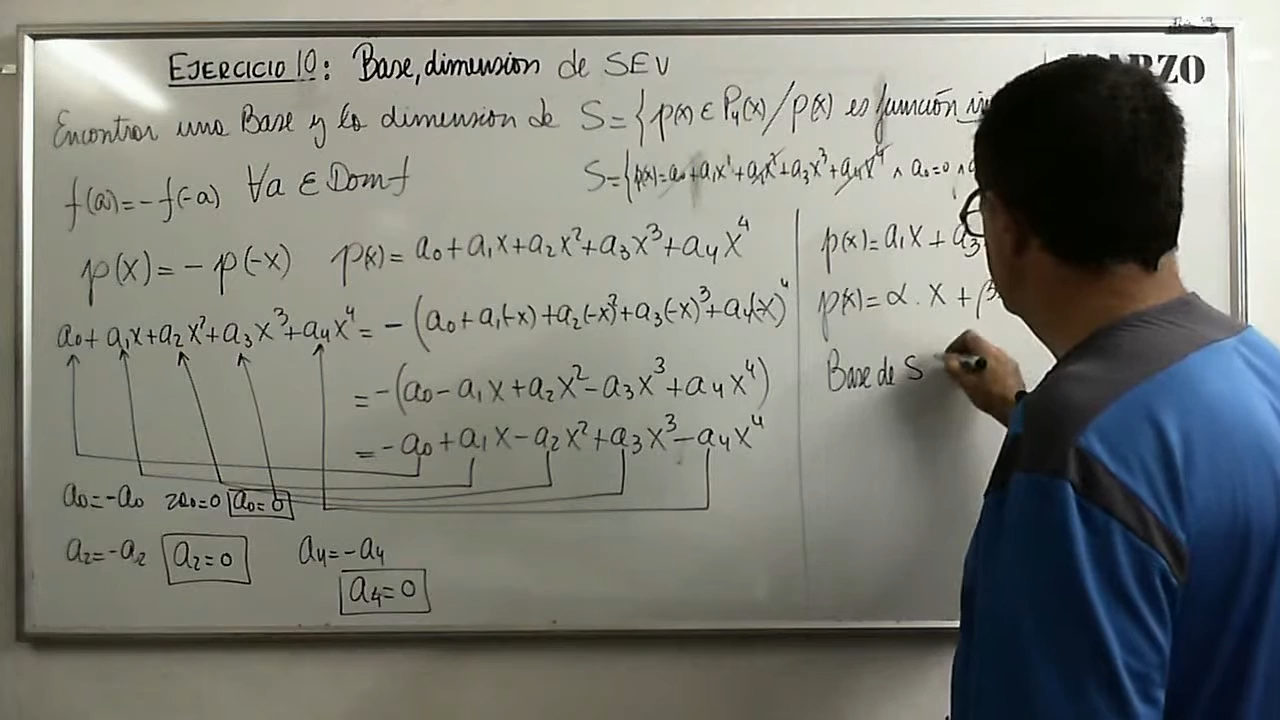 EJERCICIO 10: Base, dimension de SEV
ARZO
Encontrar una Base y la dimension de S={p(x)∈P₄(x)/p(x) es función
S={p(x)=a₀+a₁x¹+a₂x²+a₃x³+a₄x⁴ ∧ a₀=0 ∧
f(a)=-f(-a) ∀a∈Domf
p(x)=-p(-x) p(x)=a₀+a₁x+a₂x²+a₃x³+a₄x⁴
a₀+a₁x+a₂x²+a₃x³+a₄x⁴=-(a₀+a₁(-x)+a₂(-x)²+a₃(-x)³+a₄(-x)⁴
=-(a₀-a₁x+a₂x²-a₃x³+a₄x⁴)
=-a₀+a₁x-a₂x²+a₃x³-a₄x⁴
a₀=-a₀ 2a₀=0 a₀=0
a₂=-a₂ a₂=0 a₄=-a₄
a₄=0
p(x)=a₁x+a₃
p(x)=α.x+β
Base de S